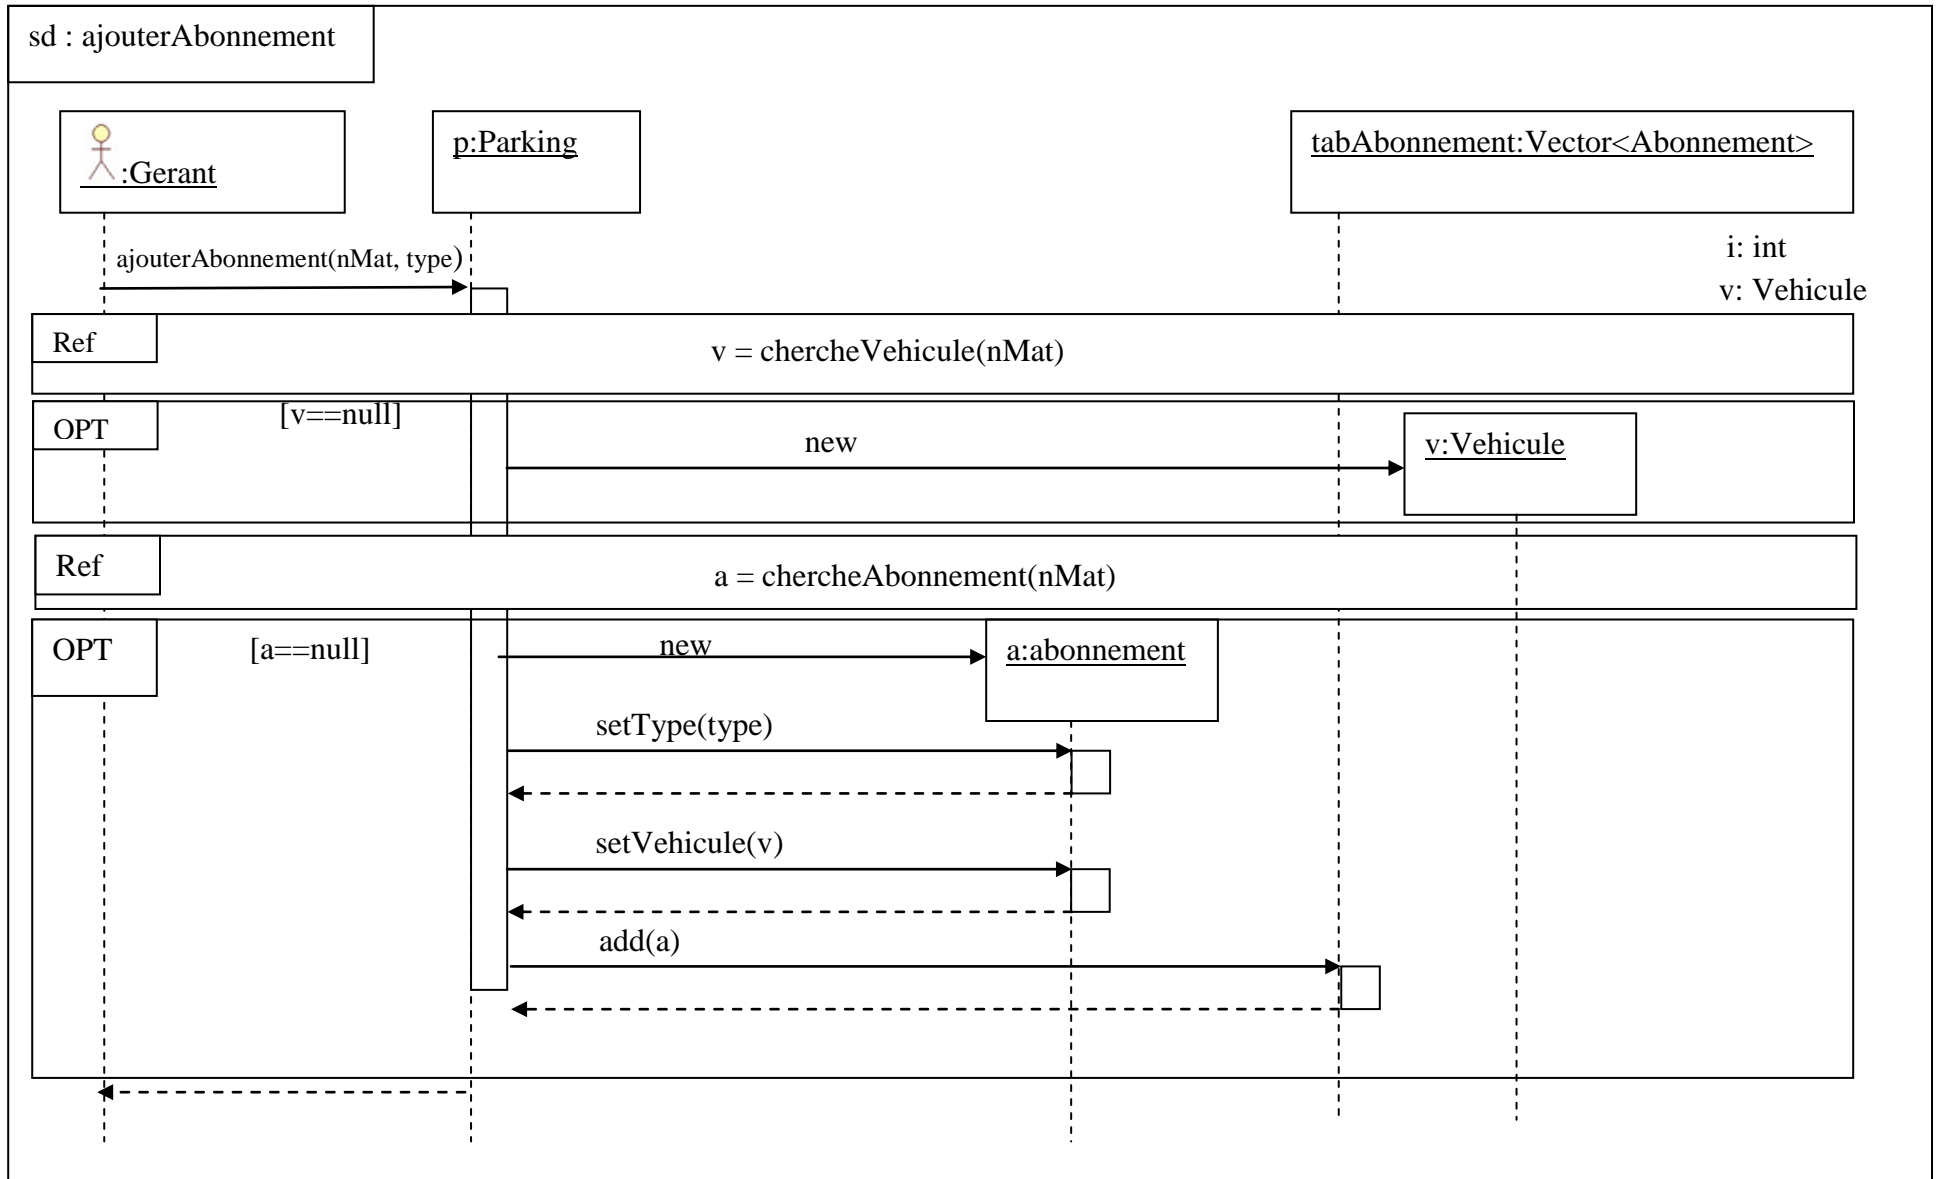 sd : ajouterAbonnement
:Gerant
p:Parking
tabAbonnement:Vector<Abonnement>
i: int
v: Vehicule
ajouterAbonnement(nMat, type)
Ref
v = chercheVehicule(nMat)
OPT
[v==null]
new
v:Vehicule
Ref
a = chercheAbonnement(nMat)
OPT
[a==null]
new
a:abonnement
setType(type)
setVehicule(v)
add(a)